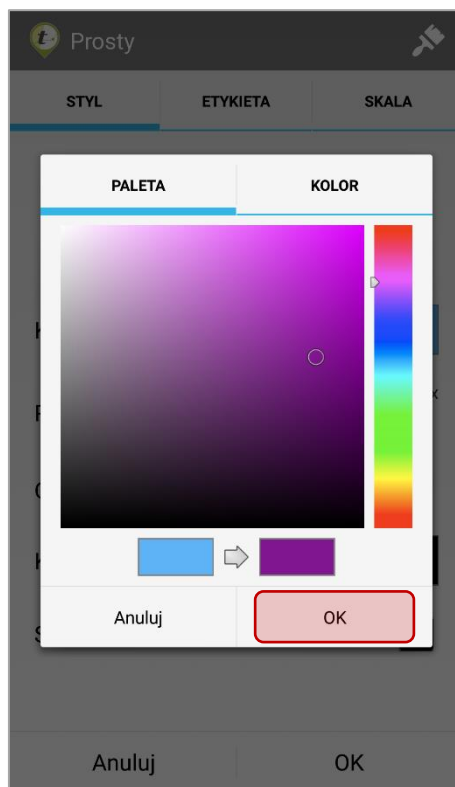 Prosty
STYL ETYKIETA SKALA
PALETA KOLOR
Anuluj OK
Anuluj OK